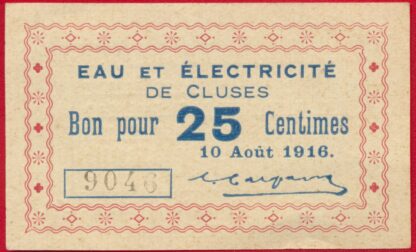 EAU ET ÉLECTRICITÉ
DE CLUSES
Bon pour 25 Centimes
10 Août 1916.
9046